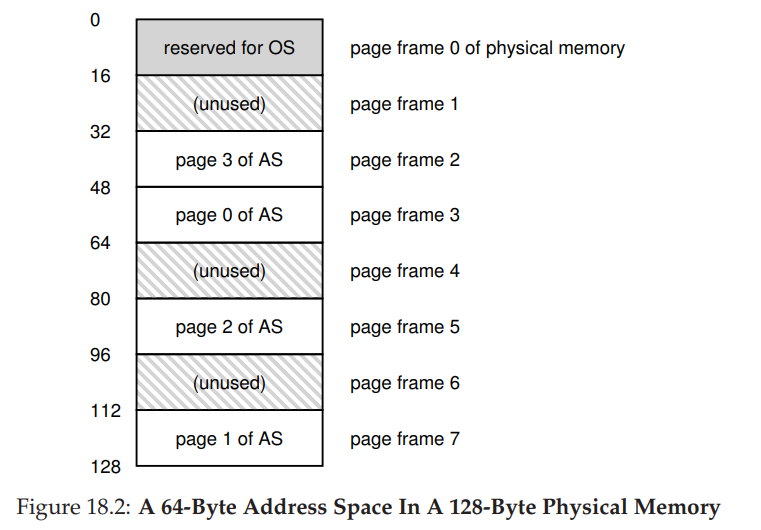 0
reserved for OS page frame 0 of physical memory
16
(unused) page frame 1
32
page 3 of AS page frame 2
48
page 0 of AS page frame 3
64
(unused) page frame 4
80
page 2 of AS page frame 5
96
(unused) page frame 6
112
page 1 of AS page frame 7
128
Figure 18.2: A 64-Byte Address Space In A 128-Byte Physical Memory